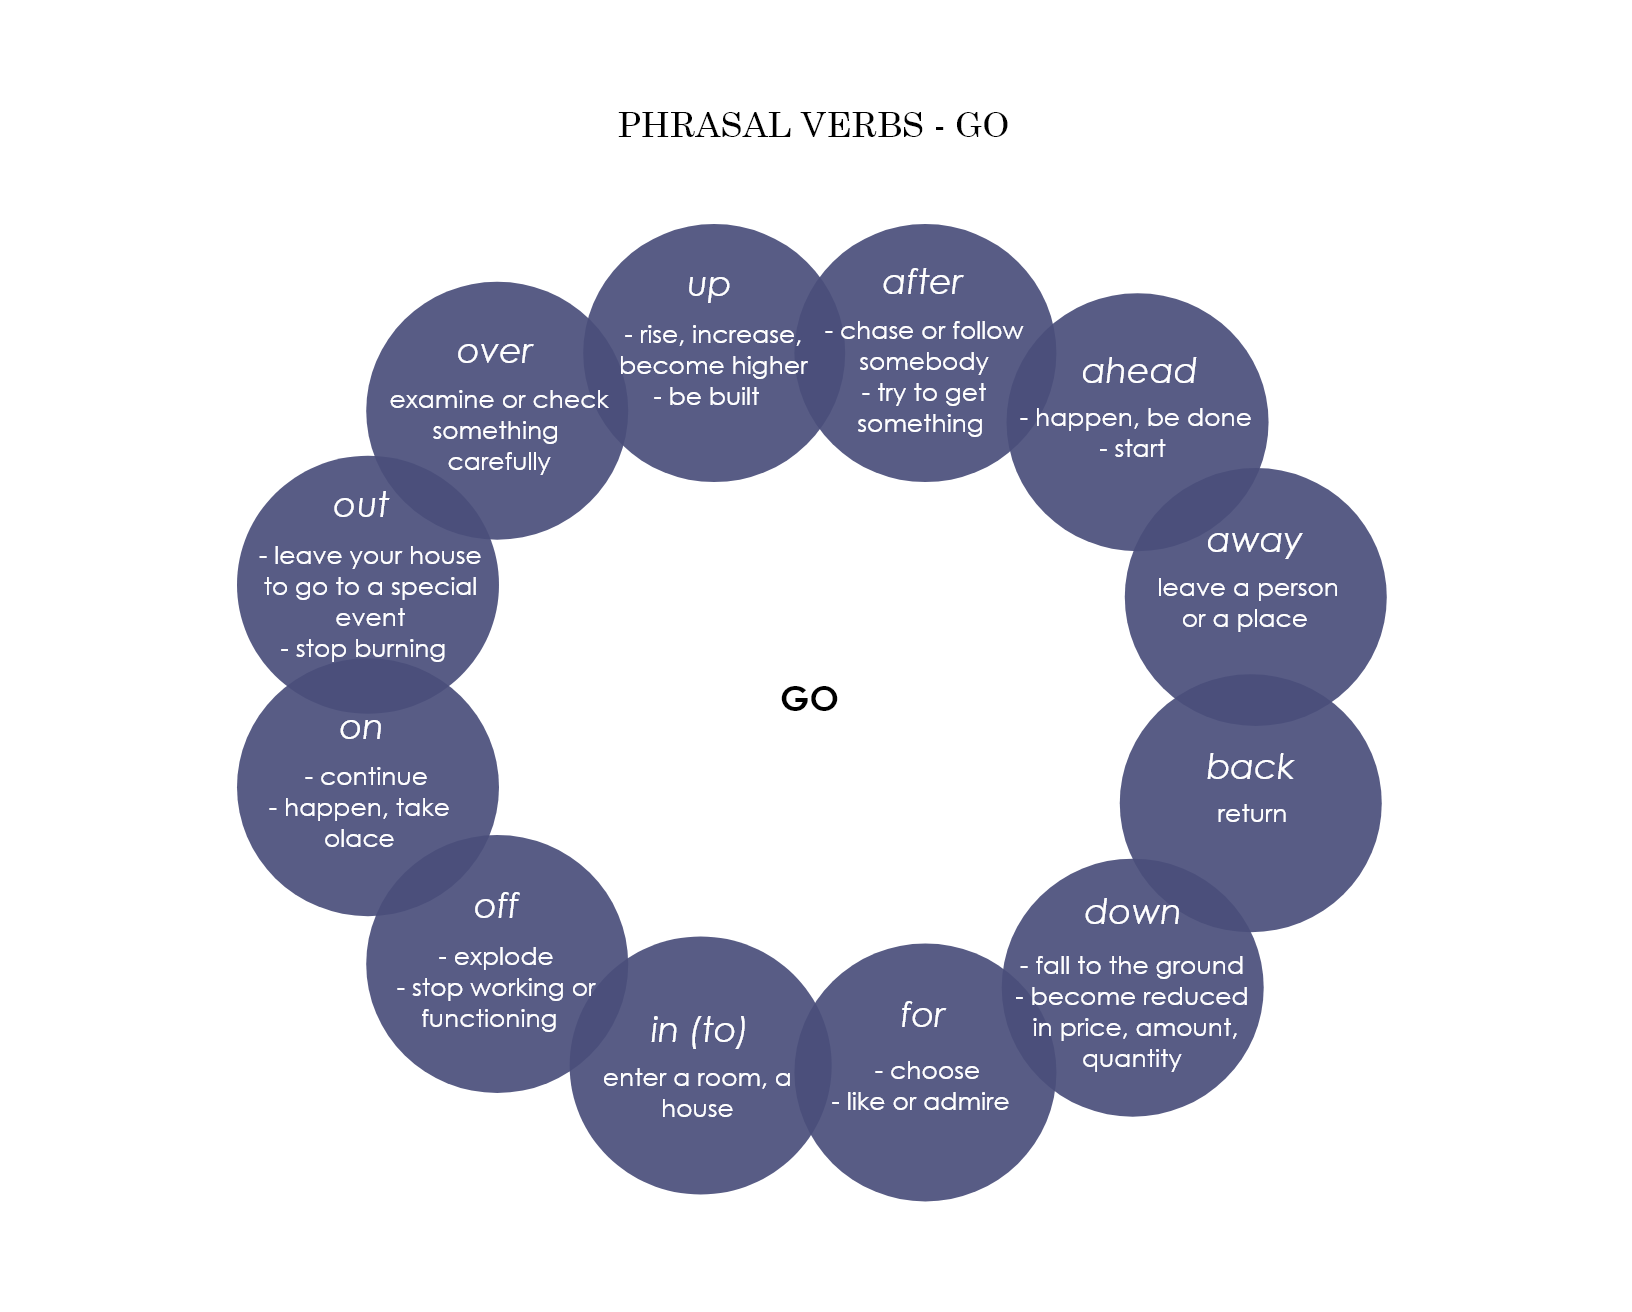 PHRASAL VERBS - GO
up
- rise, increase,
become higher
- be built
after
- chase or follow
somebody
- try to get
something
ahead
- happen, be done
- start
away
leave a person
or a place
back
return
down
- fall to the ground
- become reduced
in price, amount,
quantity
for
- choose
- like or admire
in (to)
enter a room, a
house
off
- explode
- stop working or
functioning
on
- continue
- happen, take
olace
out
- leave your house
to go to a special
event
- stop burning
over
examine or check
something
carefully
GO